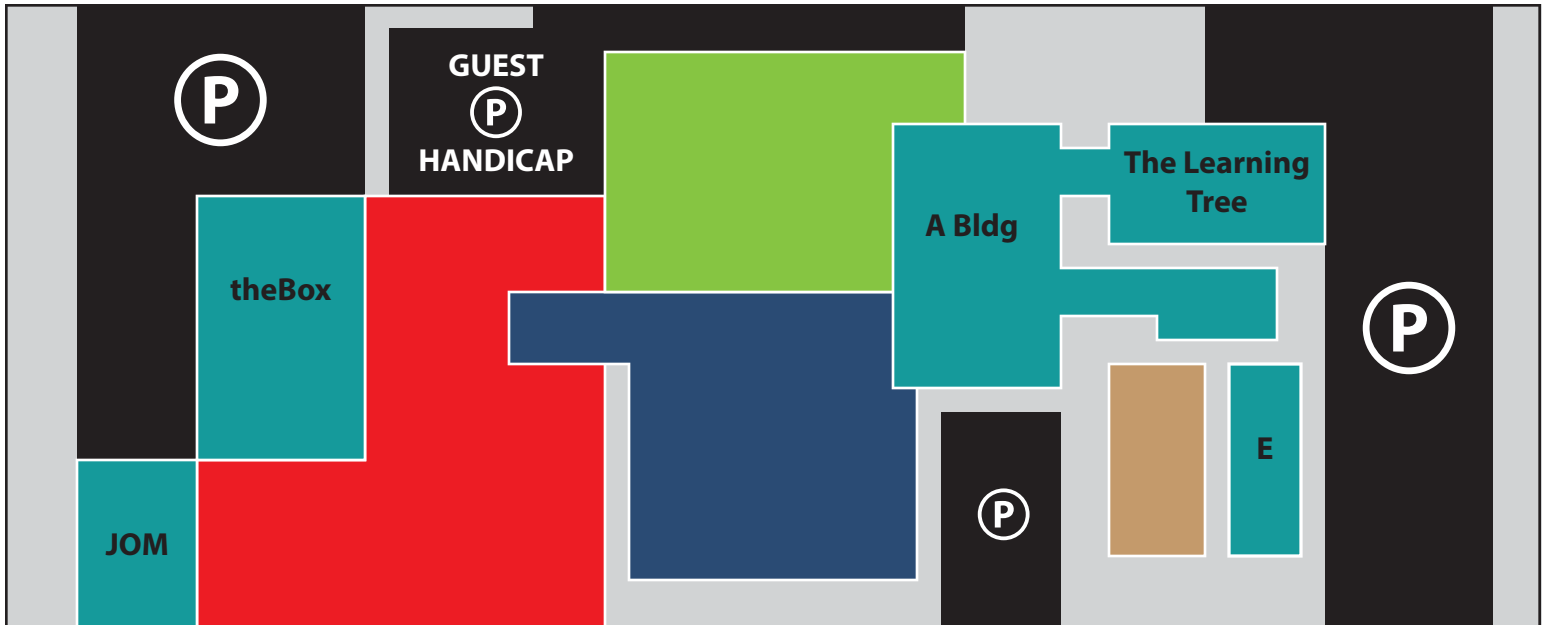 P
GUEST
P
HANDICAP
The Learning
Tree
A Bldg
theBox
P
E
P
JOM